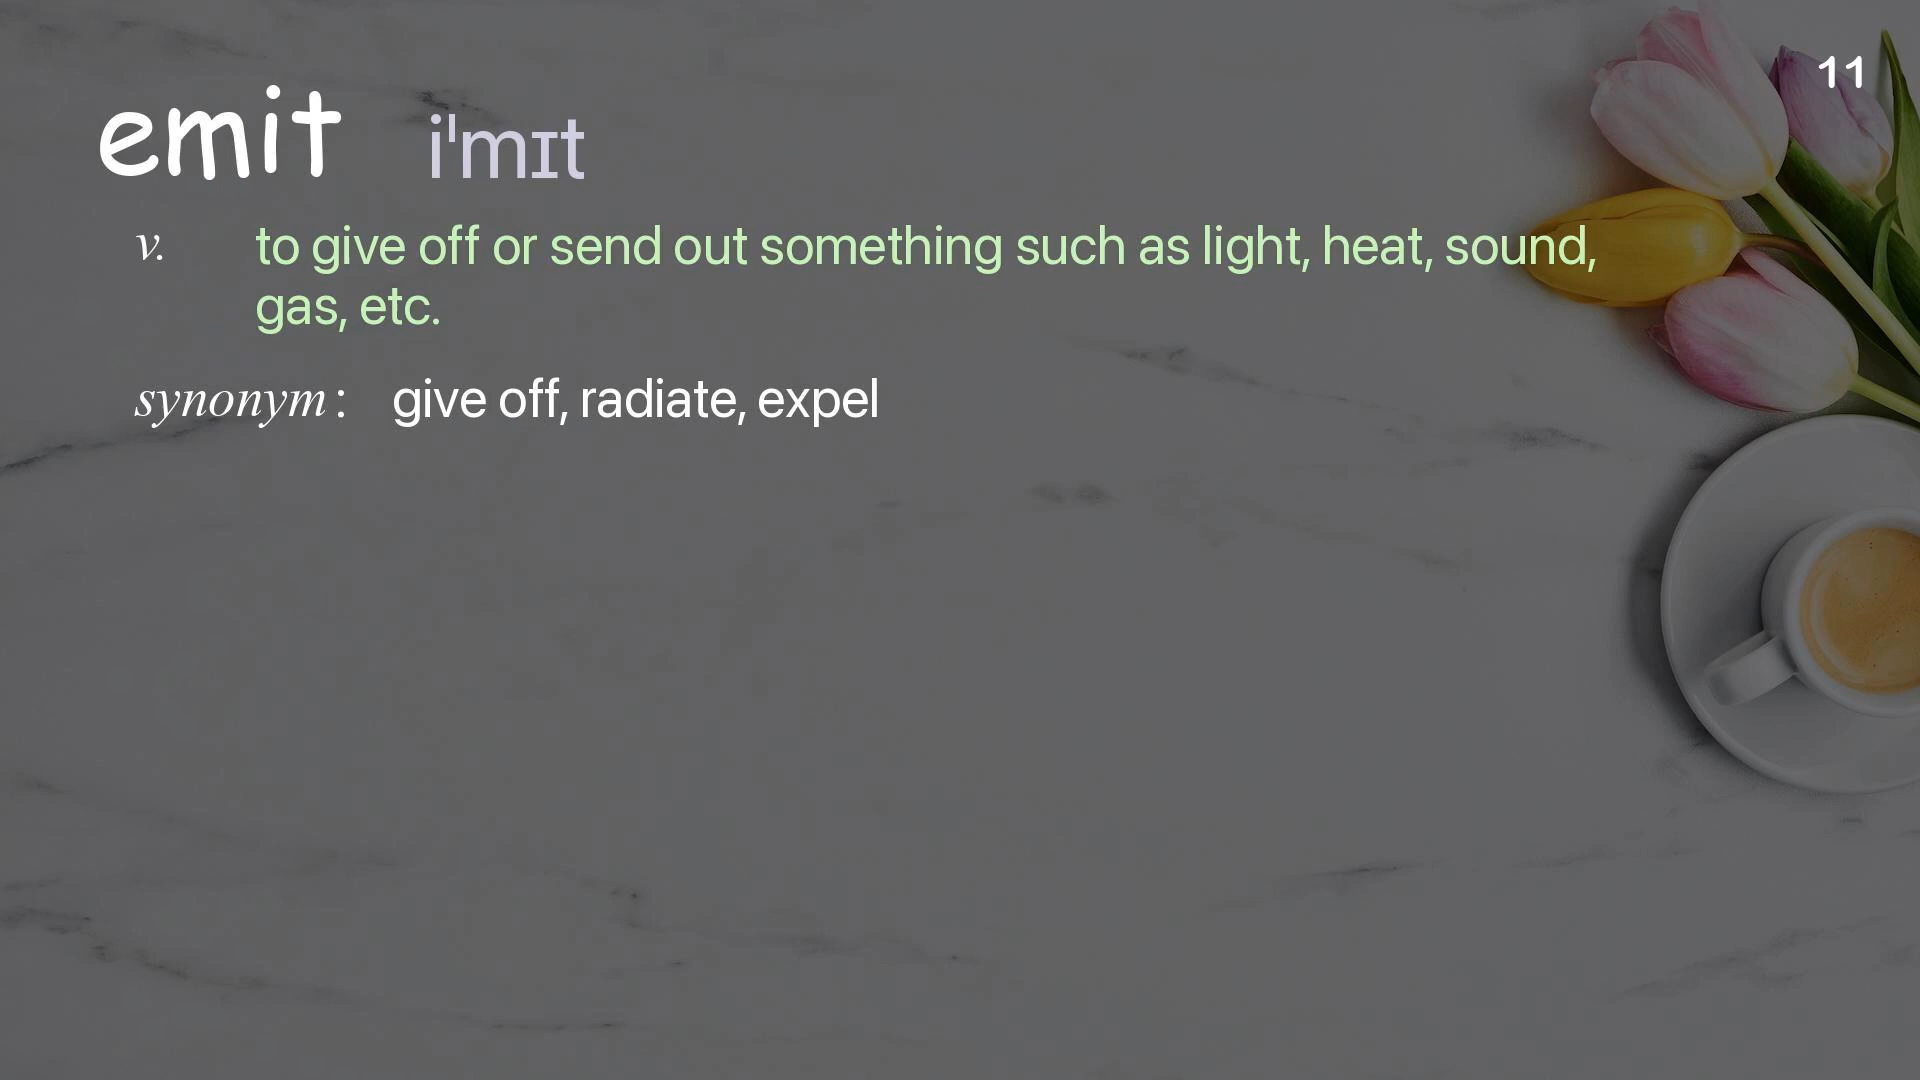 11
emit iˈmɪt
v. to give off or send out something such as light, heat, sound,
gas, etc.
synonym : give off, radiate, expel